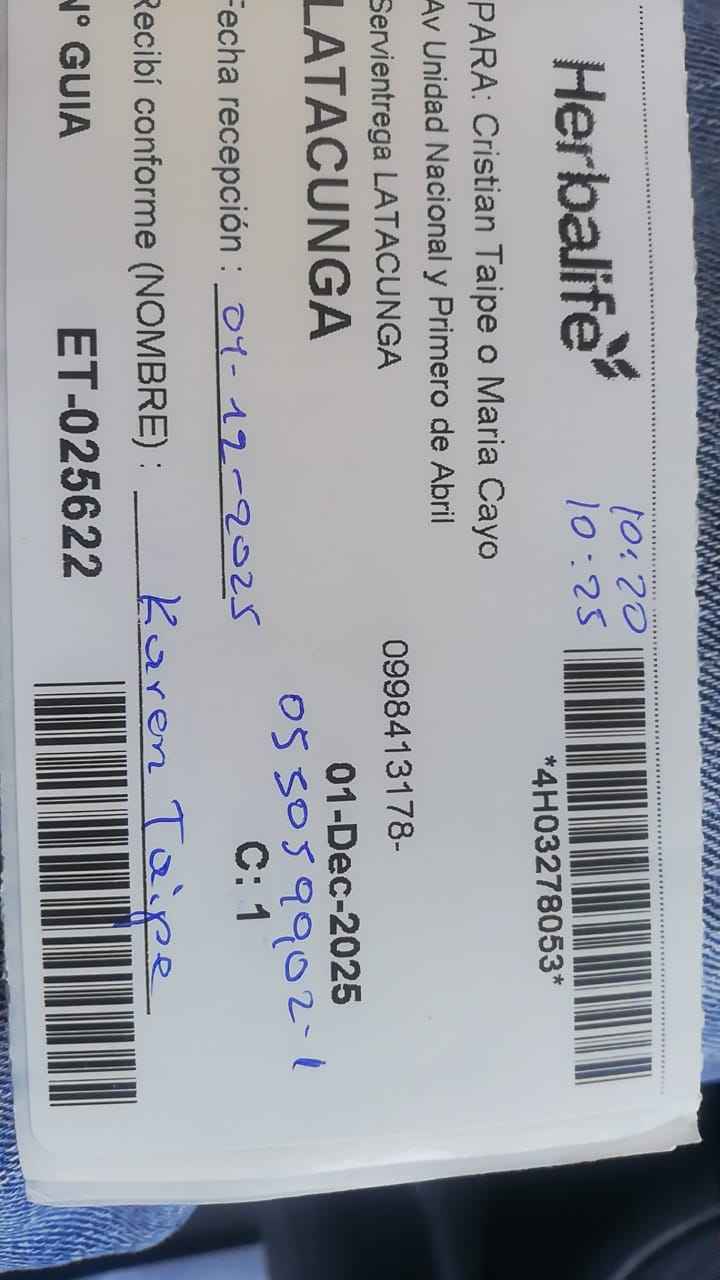 Herbalife
10:20
10:25
*4H03278053*
PARA: Cristian Taipe o Maria Cayo
Av Unidad Nacional y Primero de Abril
Servientrega LATACUNGA
0998413178-
LATACUNGA
01-Dec-2025
0550599902-1
C: 1
Fecha recepción : 04-12-2025
Recibí conforme (NOMBRE) : Karen Taipe
N° GUIA ET-025622